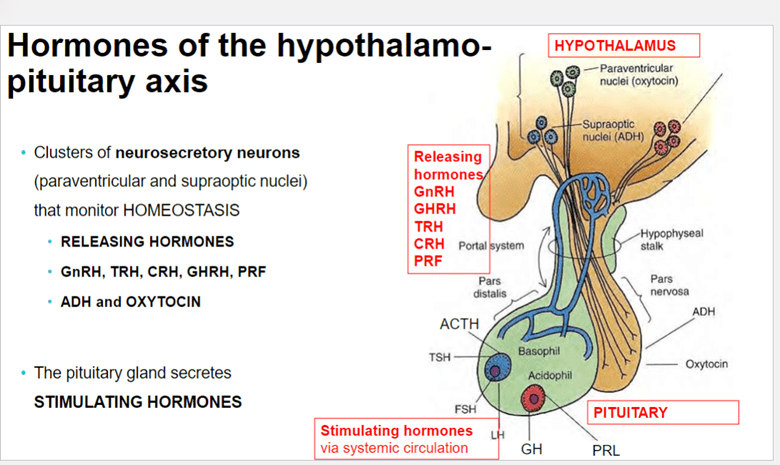 Hormones of the hypothalamo-
pituitary axis
• Clusters of neurosecretory neurons
(paraventricular and supraoptic nuclei)
that monitor HOMEOSTASIS
• RELEASING HORMONES
• GnRH, TRH, CRH, GHRH, PRF
• ADH and OXYTOCIN
• The pituitary gland secretes
STIMULATING HORMONES
HYPOTHALAMUS
Paraventricular
nuclei (oxytocin)
Supraoptic
nuclei (ADH)
Releasing
hormones
GnRH
GHRH
TRH
CRH
PRF
Portal system
Hypophyseal
stalk
Pars
distalis
Pars
nervosa
ADH
ACTH
TSH
Basophil
Acidophil
Oxytocin
FSH
LH
GH
PRL
PITUITARY
Stimulating hormones
via systemic circulation